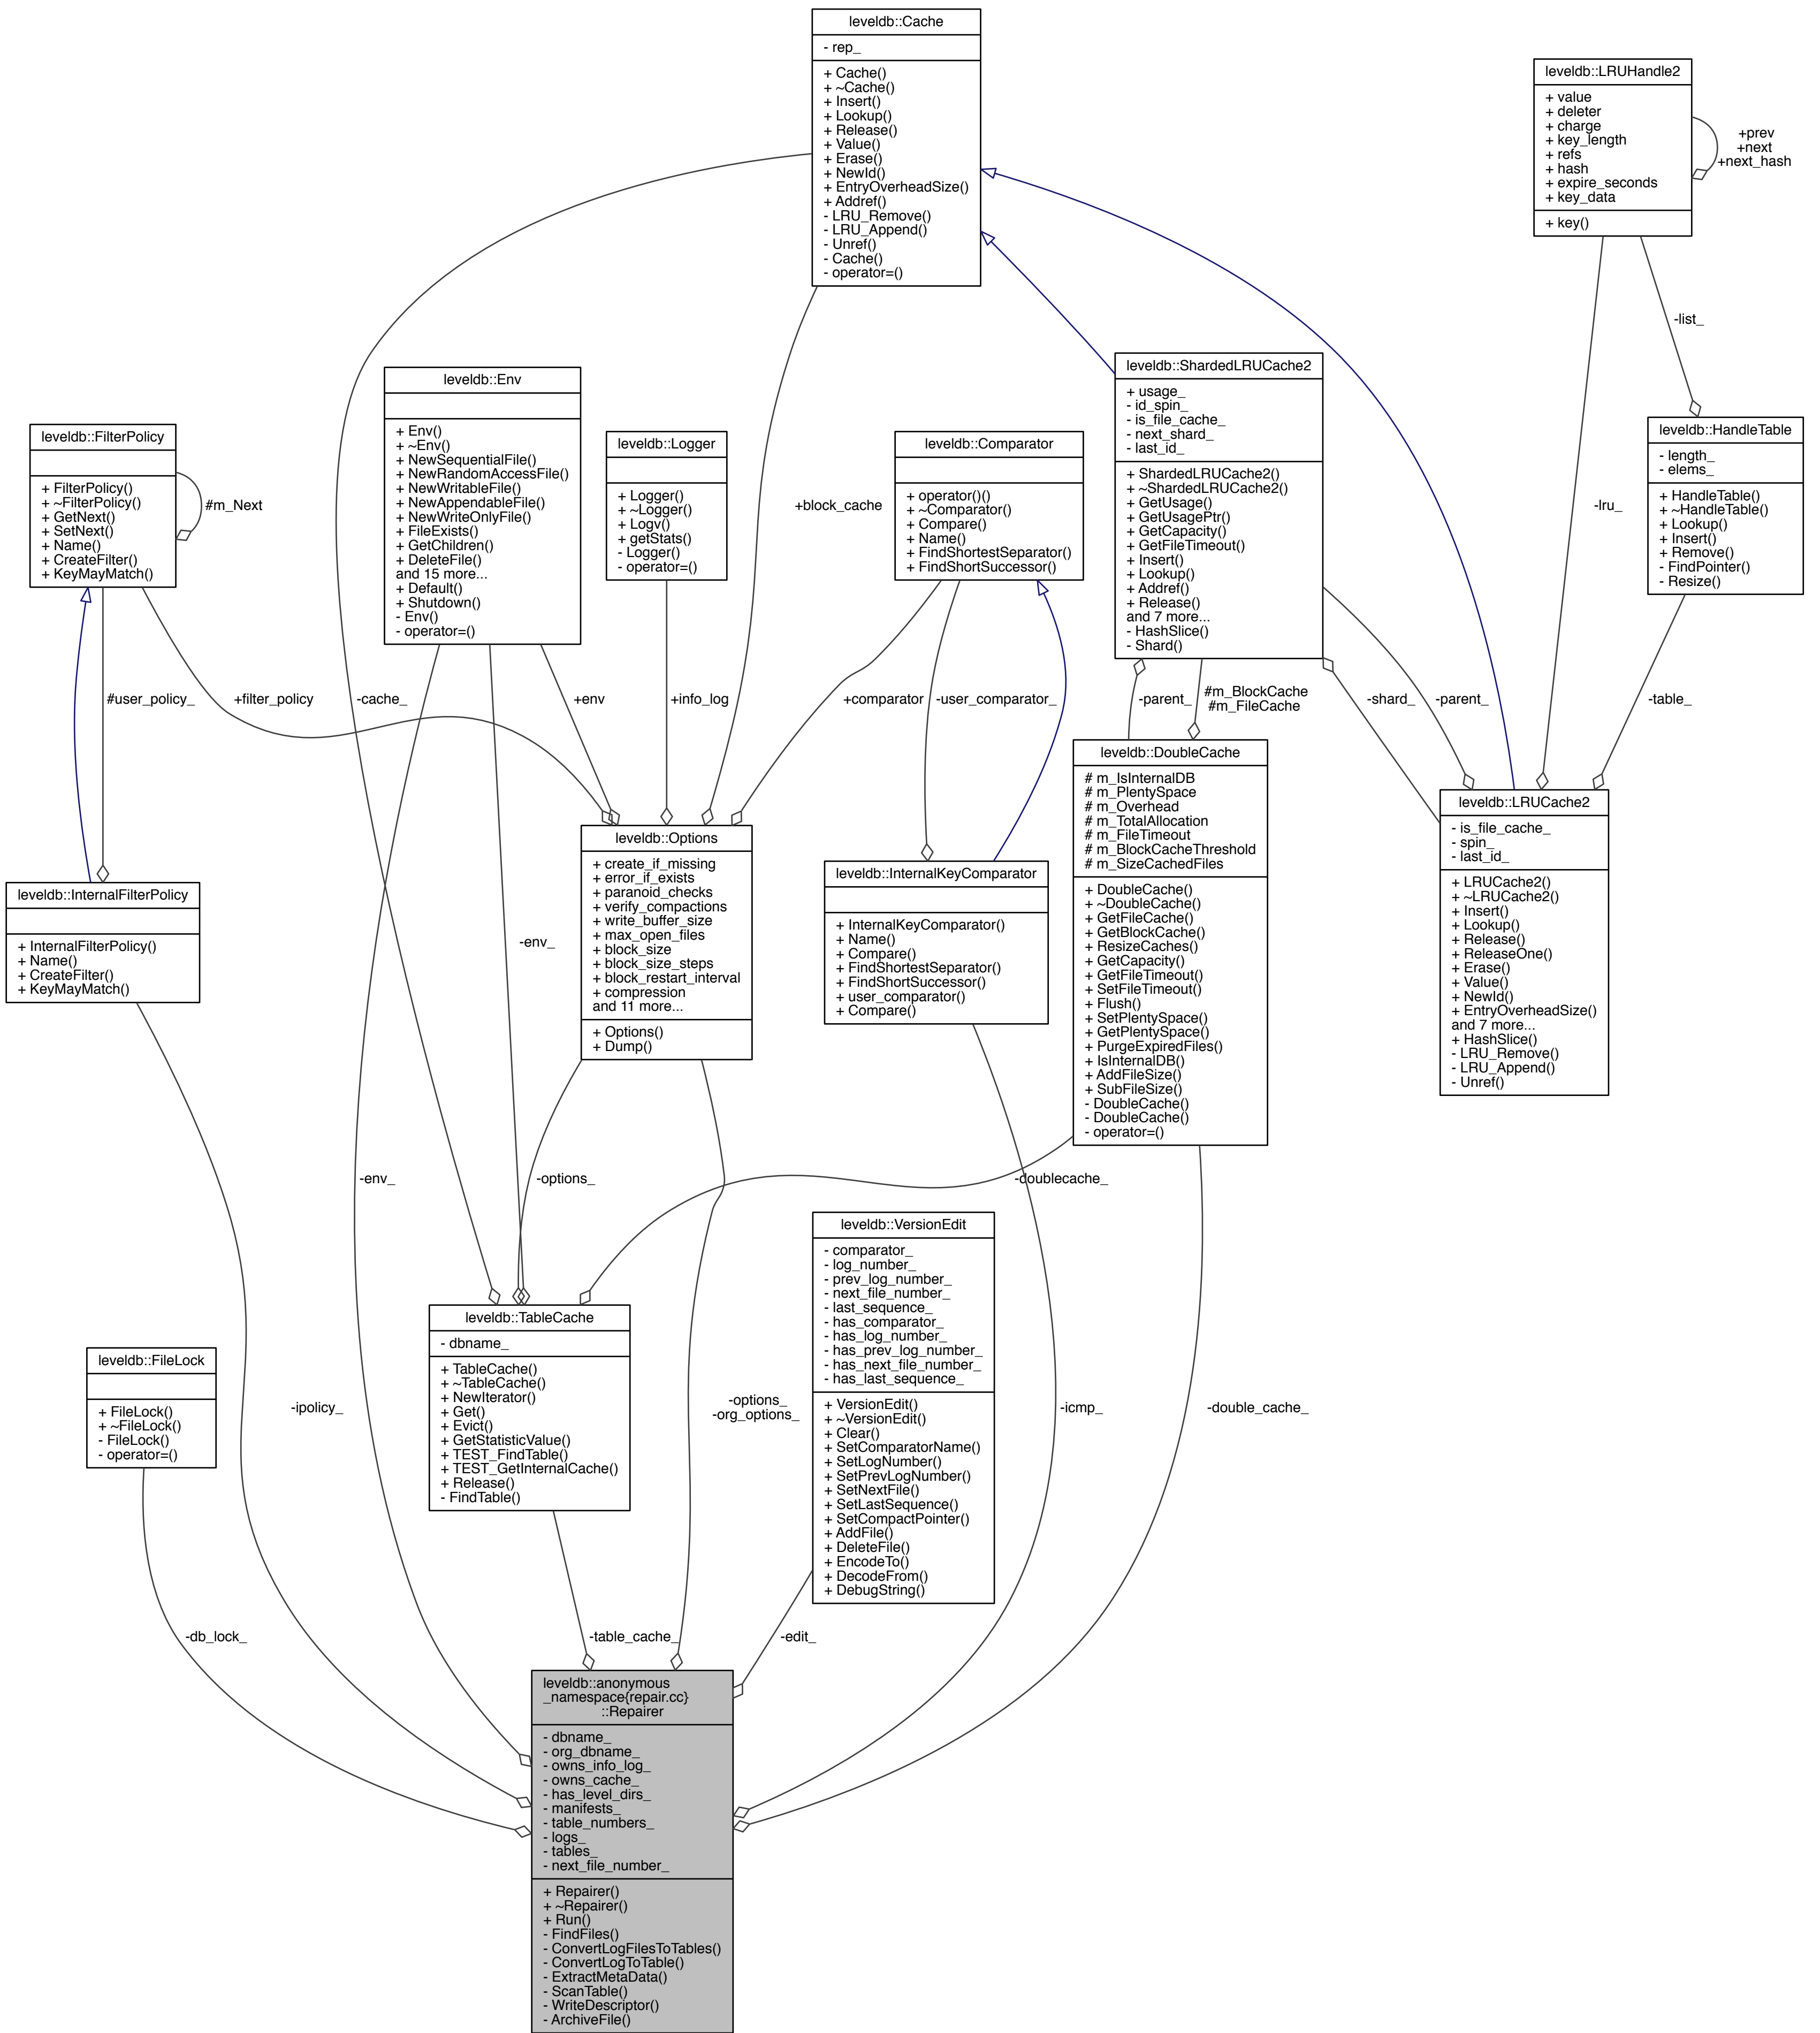 leveldb::Cache
- rep_
+ Cache()
+ ~Cache()
+ Insert()
+ Lookup()
+ Release()
+ Value()
+ Erase()
+ NewId()
+ EntryOverheadSize()
+ Addref()
- LRU_Remove()
- LRU_Append()
- Unref()
- Cache()
- operator=()
leveldb::LRUHandle2
+ value
+ deleter
+ charge
+ key_length
+ refs
+ hash
+ expire_seconds
+ key_data
+ key()
+prev
+next
+next_hash
-list_
leveldb::ShardedLRUCache2
+ usage_
- id_spin_
- is_file_cache_
- next_shard_
- last_id_
+ ShardedLRUCache2()
+ ~ShardedLRUCache2()
+ GetUsage()
+ GetUsagePtr()
+ GetCapacity()
+ GetFileTimeout()
+ Insert()
+ Lookup()
+ Addref()
+ Release()
and 7 more...
- HashSlice()
- Shard()
leveldb::Env
+ Env()
+ ~Env()
+ NewSequentialFile()
+ NewRandomAccessFile()
+ NewWritableFile()
+ NewAppendableFile()
+ NewWriteOnlyFile()
+ FileExists()
+ GetChildren()
+ DeleteFile()
and 15 more...
+ Default()
+ Shutdown()
- Env()
- operator=()
leveldb::HandleTable
- length_
- elems_
+ HandleTable()
+ ~HandleTable()
+ Lookup()
+ Insert()
+ Remove()
- FindPointer()
- Resize()
leveldb::FilterPolicy
+ FilterPolicy()
+ ~FilterPolicy()
+ GetNext()
+ SetNext()
+ Name()
+ CreateFilter()
+ KeyMayMatch()
#m_Next
leveldb::Logger
+ Logger()
+ ~Logger()
+ Logv()
+ getStats()
- Logger()
- operator=()
+block_cache
leveldb::Comparator
+ operator()()
+ ~Comparator()
+ Compare()
+ Name()
+ FindShortestSeparator()
+ FindShortSuccessor()
-lru_
#user_policy_
+filter_policy
-cache_
+env
+info_log
+comparator
-user_comparator_
-parent_
#m_BlockCache
#m_FileCache
-shard_
-parent_
-table_
leveldb::DoubleCache
# m_IsInternalDB
# m_PlentySpace
# m_Overhead
# m_TotalAllocation
# m_FileTimeout
# m_BlockCacheThreshold
# m_SizeCachedFiles
+ DoubleCache()
+ ~DoubleCache()
+ GetFileCache()
+ GetBlockCache()
+ ResizeCaches()
+ GetCapacity()
+ GetFileTimeout()
+ SetFileTimeout()
+ Flush()
+ SetPlentySpace()
+ GetPlentySpace()
+ PurgeExpiredFiles()
+ IsInternalDB()
+ AddFileSize()
+ SubFileSize()
- DoubleCache()
- DoubleCache()
- operator=()
leveldb::LRUCache2
- is_file_cache_
- spin_
- last_id_
+ LRUCache2()
+ ~LRUCache2()
+ Insert()
+ Lookup()
+ Release()
+ ReleaseOne()
+ Erase()
+ Value()
+ NewId()
+ EntryOverheadSize()
and 7 more...
+ HashSlice()
- LRU_Remove()
- LRU_Append()
- Unref()
leveldb::Options
+ create_if_missing
+ error_if_exists
+ paranoid_checks
+ verify_compactions
+ write_buffer_size
+ max_open_files
+ block_size
+ block_size_steps
+ block_restart_interval
+ compression
and 11 more...
+ Options()
+ Dump()
leveldb::InternalKeyComparator
+ InternalKeyComparator()
+ Name()
+ Compare()
+ FindShortestSeparator()
+ FindShortSuccessor()
+ user_comparator()
+ Compare()
leveldb::InternalFilterPolicy
+ InternalFilterPolicy()
+ Name()
+ CreateFilter()
+ KeyMayMatch()
-env_
-env_
-options_
-doublecache_
leveldb::VersionEdit
- comparator_
- log_number_
- prev_log_number_
- next_file_number_
- last_sequence_
- has_comparator_
- has_log_number_
- has_prev_log_number_
- has_next_file_number_
- has_last_sequence_
+ VersionEdit()
+ ~VersionEdit()
+ Clear()
+ SetComparatorName()
+ SetLogNumber()
+ SetPrevLogNumber()
+ SetNextFile()
+ SetLastSequence()
+ SetCompactPointer()
+ AddFile()
+ DeleteFile()
+ EncodeTo()
+ DecodeFrom()
+ DebugString()
leveldb::TableCache
- dbname_
+ TableCache()
+ ~TableCache()
+ NewIterator()
+ Get()
+ Evict()
+ GetStatisticValue()
+ TEST_FindTable()
+ TEST_GetInternalCache()
+ Release()
- FindTable()
leveldb::FileLock
+ FileLock()
+ ~FileLock()
- FileLock()
- operator=()
-ipolicy_
-options_
-org_options_
-icmp_
-double_cache_
-db_lock_
-table_cache_
-edit_
leveldb::anonymous
_namespace{repair.cc}
::Repairer
- dbname_
- org_dbname_
- owns_info_log_
- owns_cache_
- has_level_dirs_
- manifests_
- table_numbers_
- logs_
- tables_
- next_file_number_
+ Repairer()
+ ~Repairer()
+ Run()
- FindFiles()
- ConvertLogFilesToTables()
- ConvertLogToTable()
- ExtractMetaData()
- ScanTable()
- WriteDescriptor()
- ArchiveFile()